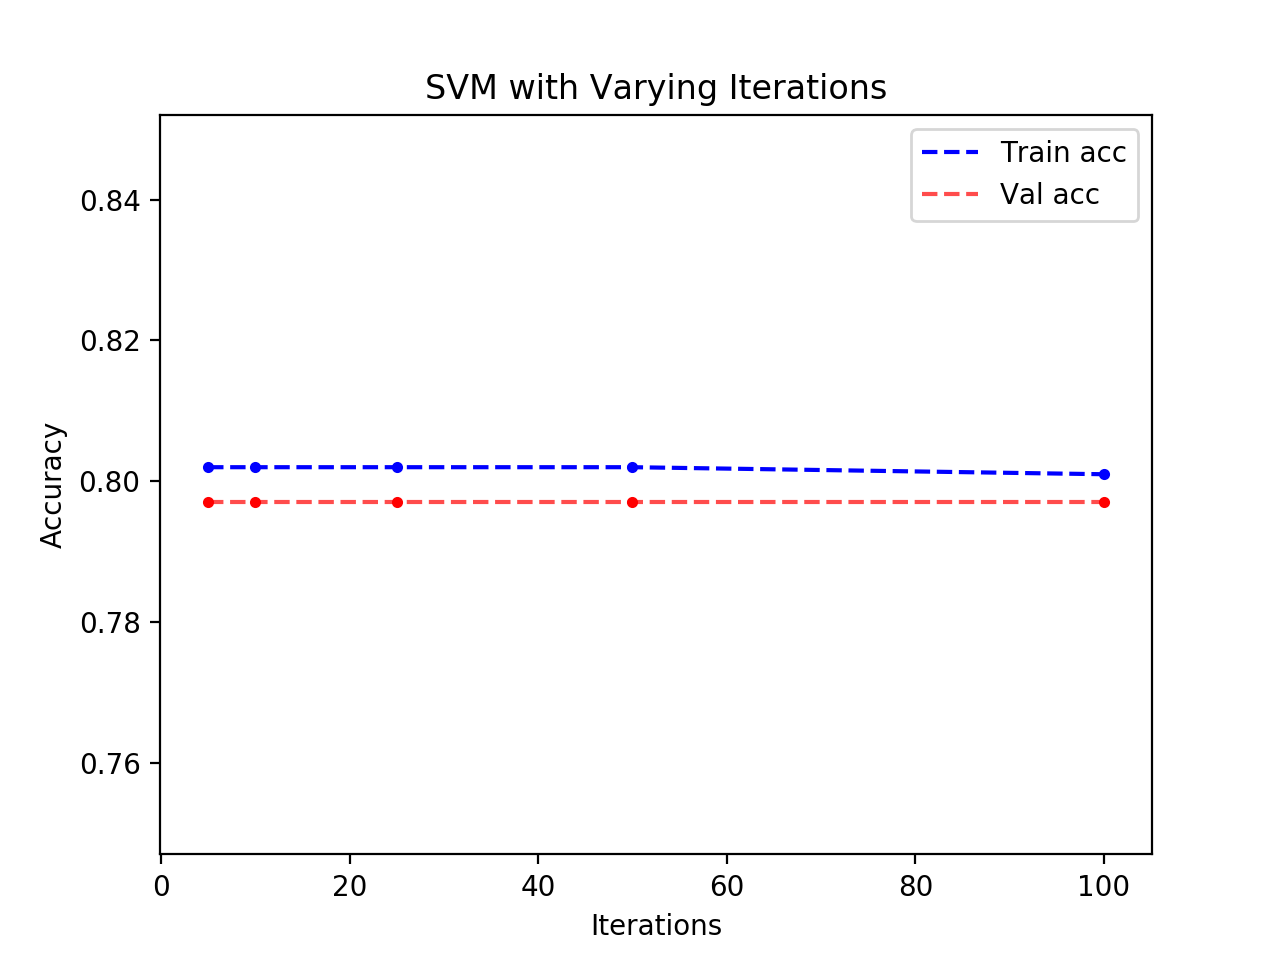 SVM with Varying Iterations
Train acc
Val acc
0.84
0.82
0.80
0.78
0.76
Accuracy
0
20
40
60
80
100
Iterations